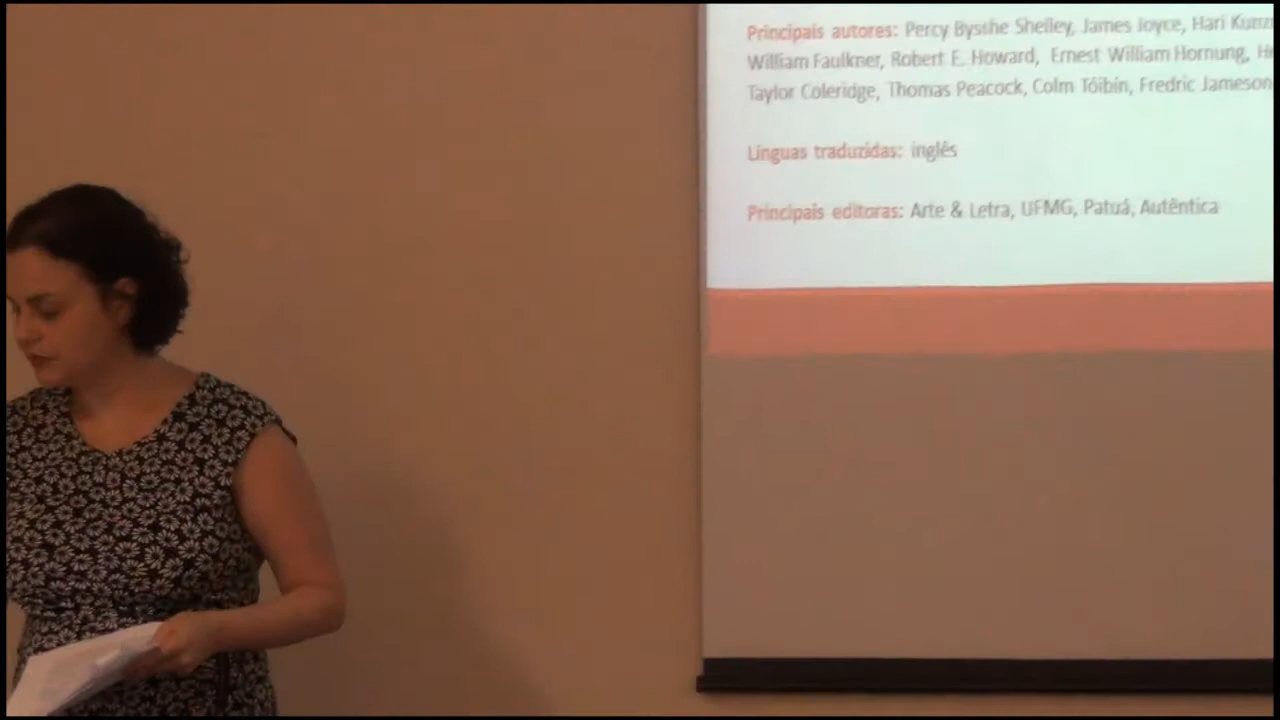 Principais autores: Percy Bysshe Shelley, James Joyce, Hari
William Faulkner, Robert E. Howard, Ernest William Hornung,
Taylor Coleridge, Thomas Peacock, Colm Tóibín, Fredric Jameson
Línguas traduzidas: inglês
Principais editoras: Arte & Letra, UFMG, Patuá, Autêntica